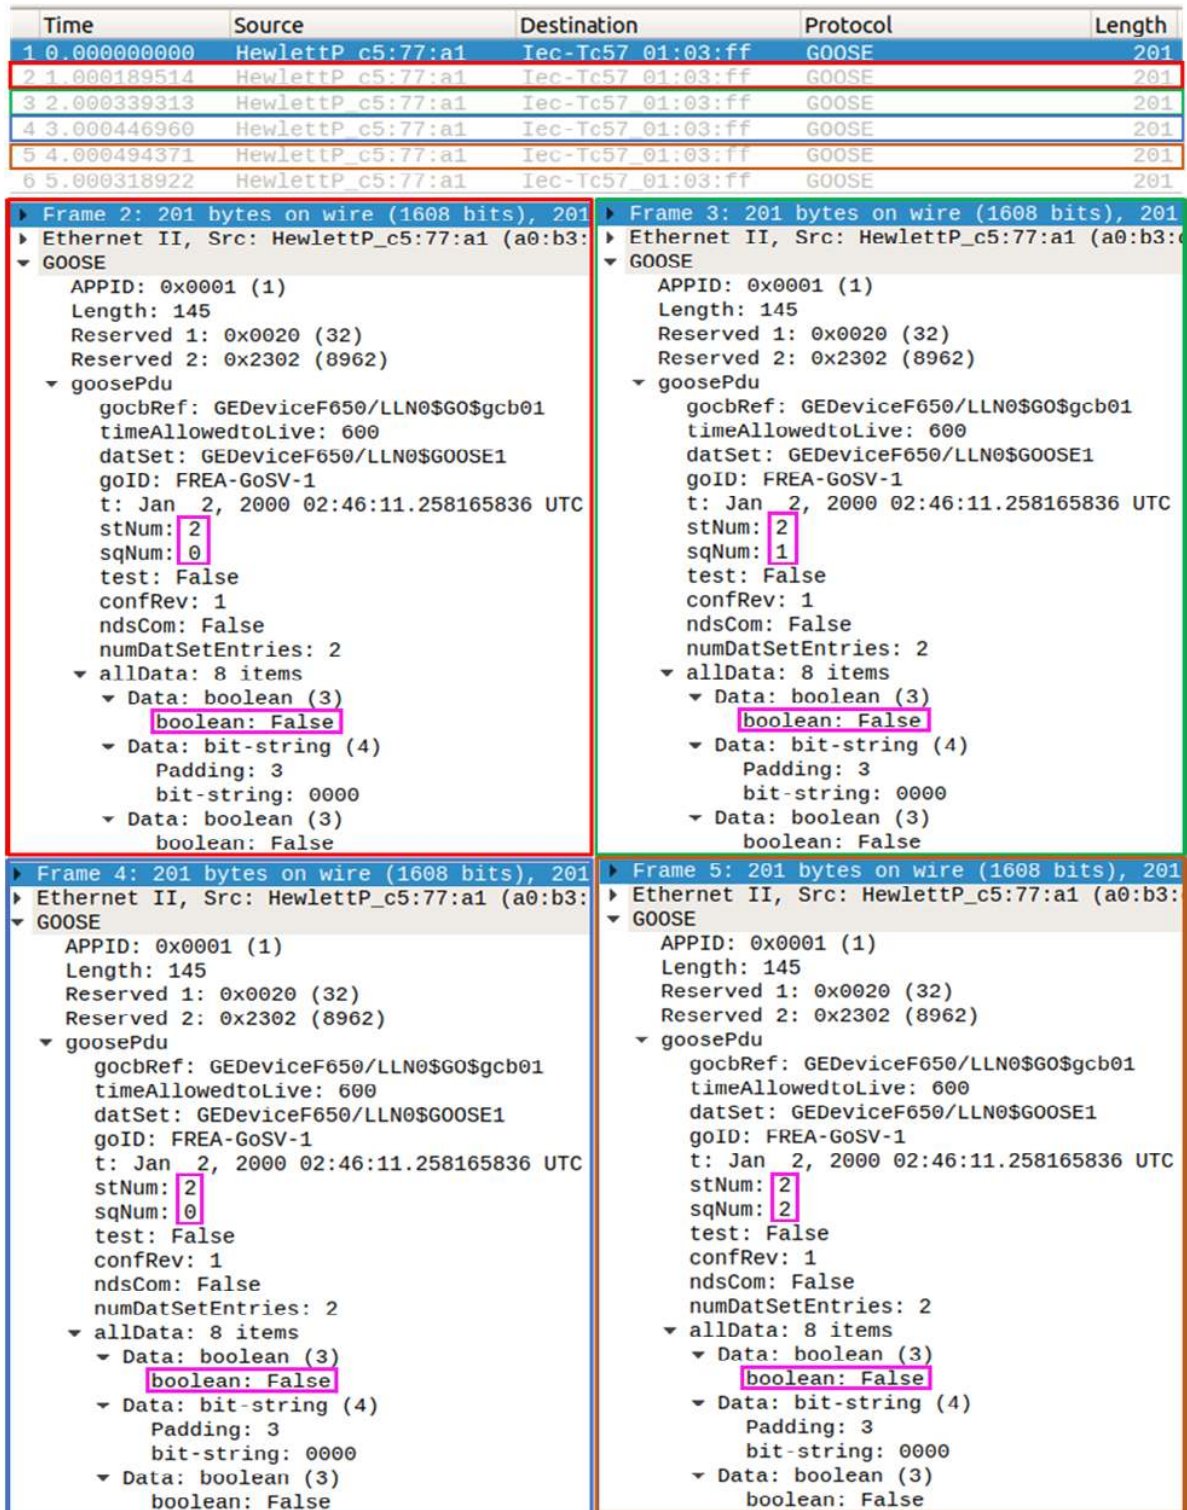 Time Source Destination Protocol Length
1 0.000000000 HewlettP_c5:77:a1 Iec-Tc57_01:03:ff GOOSE 201
2 1.000189514 HewlettP_c5:77:a1 Iec-Tc57_01:03:ff GOOSE 201
3 2.000339313 HewlettP_c5:77:a1 Iec-Tc57_01:03:ff GOOSE 201
4 3.000446960 HewlettP_c5:77:a1 Iec-Tc57_01:03:ff GOOSE 201
5 4.000494371 HewlettP_c5:77:a1 Iec-Tc57_01:03:ff GOOSE 201
6 5.000318922 HewlettP_c5:77:a1 Iec-Tc57_01:03:ff GOOSE 201
Frame 2: 201 bytes on wire (1608 bits), 201
Ethernet II, Src: HewlettP_c5:77:a1 (a0:b3:
GOOSE
APPID: 0x0001 (1)
Length: 145
Reserved 1: 0x0020 (32)
Reserved 2: 0x2302 (8962)
goosePdu
gocbRef: GEDeviceF650/LLN0$GO$gcb01
timeAllowedtoLive: 600
datSet: GEDeviceF650/LLN0$GOOSE1
goID: FREA-GoSV-1
t: Jan 2, 2000 02:46:11.258165836 UTC
stNum: 2
sqNum: 0
test: False
confRev: 1
ndsCom: False
numDatSetEntries: 2
allData: 8 items
Data: boolean (3)
boolean: False
Data: bit-string (4)
Padding: 3
bit-string: 0000
Data: boolean (3)
boolean: False
Frame 3: 201 bytes on wire (1608 bits), 201
Ethernet II, Src: HewlettP_c5:77:a1 (a0:b3:c
GOOSE
APPID: 0x0001 (1)
Length: 145
Reserved 1: 0x0020 (32)
Reserved 2: 0x2302 (8962)
goosePdu
gocbRef: GEDeviceF650/LLN0$GO$gcb01
timeAllowedtoLive: 600
datSet: GEDeviceF650/LLN0$GOOSE1
goID: FREA-GoSV-1
t: Jan 2, 2000 02:46:11.258165836 UTC
stNum: 2
sqNum: 1
test: False
confRev: 1
ndsCom: False
numDatSetEntries: 2
allData: 8 items
Data: boolean (3)
boolean: False
Data: bit-string (4)
Padding: 3
bit-string: 0000
Data: boolean (3)
boolean: False
Frame 4: 201 bytes on wire (1608 bits), 201
Ethernet II, Src: HewlettP_c5:77:a1 (a0:b3:
GOOSE
APPID: 0x0001 (1)
Length: 145
Reserved 1: 0x0020 (32)
Reserved 2: 0x2302 (8962)
goosePdu
gocbRef: GEDeviceF650/LLN0$GO$gcb01
timeAllowedtoLive: 600
datSet: GEDeviceF650/LLN0$GOOSE1
goID: FREA-GoSV-1
t: Jan 2, 2000 02:46:11.258165836 UTC
stNum: 2
sqNum: 0
test: False
confRev: 1
ndsCom: False
numDatSetEntries: 2
allData: 8 items
Data: boolean (3)
boolean: False
Data: bit-string (4)
Padding: 3
bit-string: 0000
Data: boolean (3)
boolean: False
Frame 5: 201 bytes on wire (1608 bits), 201
Ethernet II, Src: HewlettP_c5:77:a1 (a0:b3:
GOOSE
APPID: 0x0001 (1)
Length: 145
Reserved 1: 0x0020 (32)
Reserved 2: 0x2302 (8962)
goosePdu
gocbRef: GEDeviceF650/LLN0$GO$gcb01
timeAllowedtoLive: 600
datSet: GEDeviceF650/LLN0$GOOSE1
goID: FREA-GoSV-1
t: Jan 2, 2000 02:46:11.258165836 UTC
stNum: 2
sqNum: 2
test: False
confRev: 1
ndsCom: False
numDatSetEntries: 2
allData: 8 items
Data: boolean (3)
boolean: False
Data: bit-string (4)
Padding: 3
bit-string: 0000
Data: boolean (3)
boolean: False